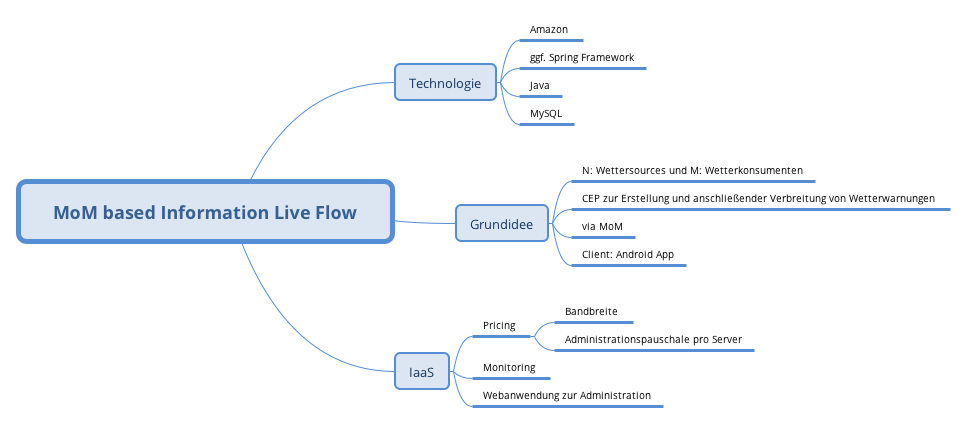 MoM based Information Live Flow
Technologie
Amazon
ggf. Spring Framework
Java
MySQL
Grundidee
N: Wettersources und M: Wetterkonsumenten
CEP zur Erstellung und anschließender Verbreitung von Wetterwarnungen
via MoM
Client: Android App
IaaS
Pricing
Bandbreite
Administrationspauschale pro Server
Monitoring
Webanwendung zur Administration